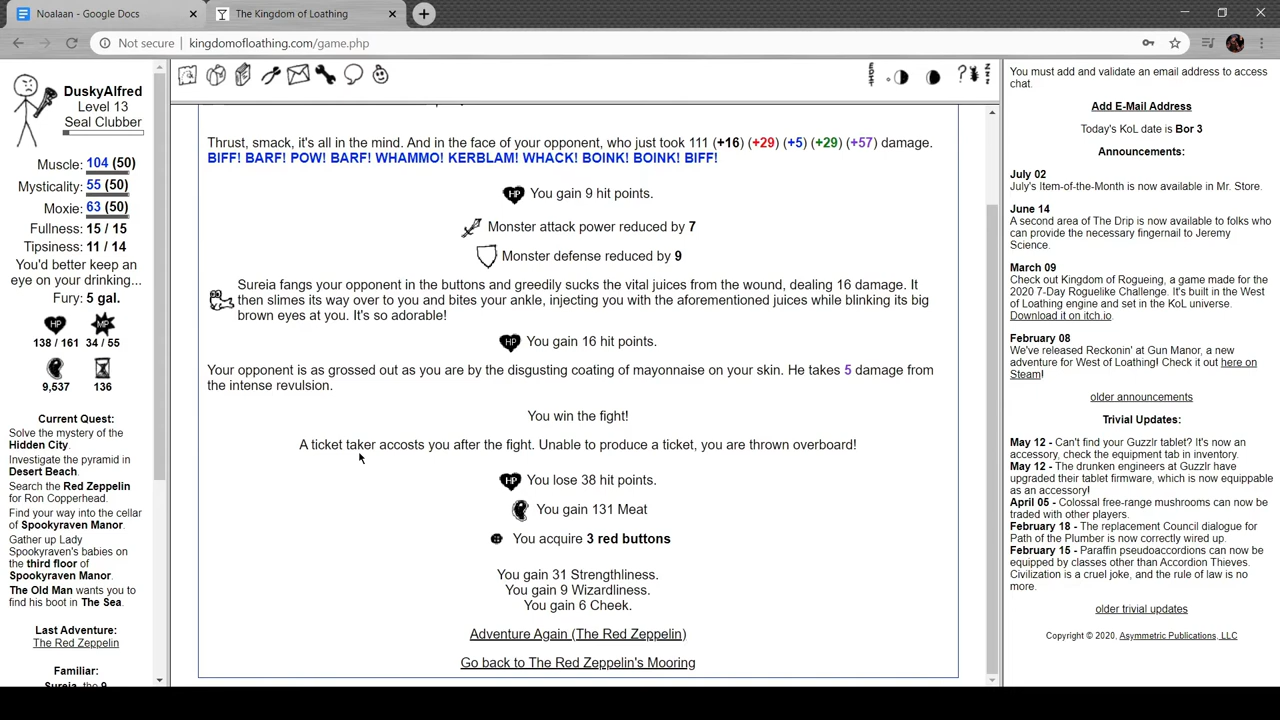 Noalaan - Google Docs
The Kingdom of Loathing
Not secure | kingdomofloathing.com/game.php
DuskyAlfred
Level 13
Seal Clubber
Muscle: 104 (50)
Mysticality: 55 (50)
Moxie: 63 (50)
Fullness: 15 / 15
Tipsiness: 11 / 14
You'd better keep an
eye on your drinking...
Fury: 5 gal.
HP MP
138 / 161 34 / 55
9,537 136
Current Quest:
Solve the mystery of the
Hidden City.
Investigate the pyramid in
Desert Beach.
Search the Red Zeppelin
for Ron Copperhead.
Find your way into the cellar
of Spookyraven Manor.
Gather up Lady
Spookyraven's babies on
the third floor of
Spookyraven Manor.
The Old Man wants you to
find his boot in The Sea.
Last Adventure:
The Red Zeppelin
Familiar:
Thrust, smack, it's all in the mind. And in the face of your opponent, who just took 111 (+16) (+29) (+5) (+29) (+57) damage.
BIFF! BARF! POW! BARF! WHAMMO! KERBLAM! WHACK! BOINK! BOINK! BIFF!
HP You gain 9 hit points.
Monster attack power reduced by 7
Monster defense reduced by 9
Sureia fangs your opponent in the buttons and greedily sucks the vital juices from the wound, dealing 16 damage. It
then slimes its way over to you and bites your ankle, injecting you with the aforementioned juices while blinking its big
brown eyes at you. It's so adorable!
HP You gain 16 hit points.
Your opponent is as grossed out as you are by the disgusting coating of mayonnaise on your skin. He takes 5 damage from
the intense revulsion.
You win the fight!
A ticket taker accosts you after the fight. Unable to produce a ticket, you are thrown overboard!
HP You lose 38 hit points.
You gain 131 Meat
You acquire 3 red buttons
You gain 31 Strengthliness.
You gain 9 Wizardliness.
You gain 6 Cheek.
Adventure Again (The Red Zeppelin)
Go back to The Red Zeppelin's Mooring
You must add and validate an email address to access
chat.
Add E-Mail Address
Today's KoL date is Bor 3
Announcements:
July 02
July's Item-of-the-Month is now available in Mr. Store.
June 14
A second area of The Drip is now available to folks who
can provide the necessary fingernail to Jeremy
Science.
March 09
Check out Kingdom of Rogueing, a game made for the
2020 7-Day Roguelike Challenge. It's built in the West
of Loathing engine and set in the KoL universe.
Download it on itch.io.
February 08
We've released Reckonin' at Gun Manor, a new
adventure for West of Loathing! Check it out here on
Steam!
older announcements
Trivial Updates:
May 12 - Can't find your Guzzlr tablet? It's now an
accessory, check the equipment tab in inventory.
May 12 - The drunken engineers at Guzzlr have
upgraded their tablet firmware, which is now equippable
as an accessory!
April 05 - Colossal free-range mushrooms can now be
traded with other players.
February 18 - The replacement Council dialogue for
Path of the Plumber is now correctly wired up.
February 15 - Paraffin pseudoaccordions can now be
equipped by classes other than Accordion Thieves.
Civilization is a cruel joke, and the rule of law is no
more.
older trivial updates
Copyright © 2020, Asymmetric Publications, LLC